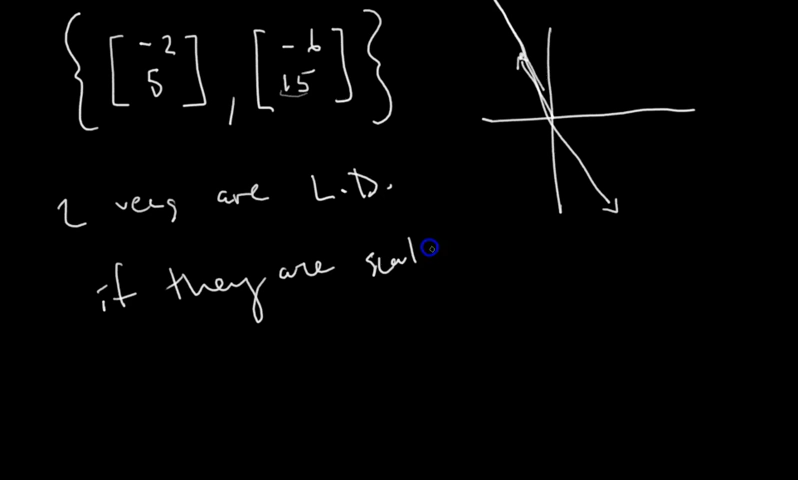 {[-2 5], [-6 15]}
2 vecs are L.D.
if they are scal